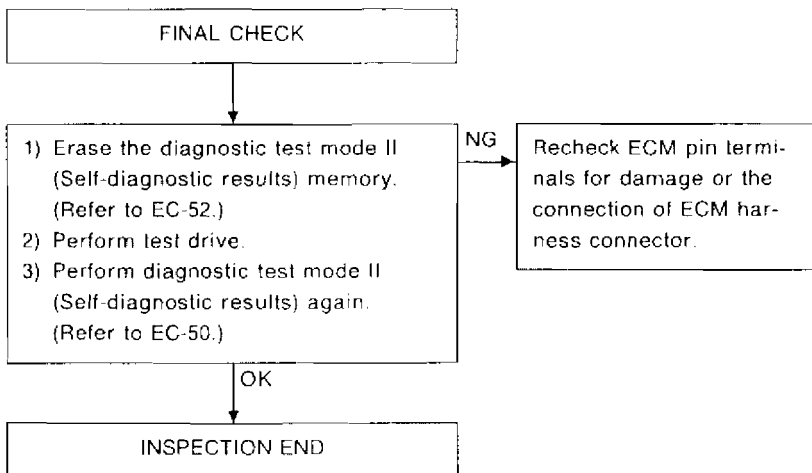 FINAL CHECK
1) Erase the diagnostic test mode II
(Self-diagnostic results) memory.
(Refer to EC-52.)
2) Perform test drive.
3) Perform diagnostic test mode II
(Self-diagnostic results) again.
(Refer to EC-50.)
NG
Recheck ECM pin termi-
nals for damage or the
connection of ECM har-
ness connector.
OK
INSPECTION END